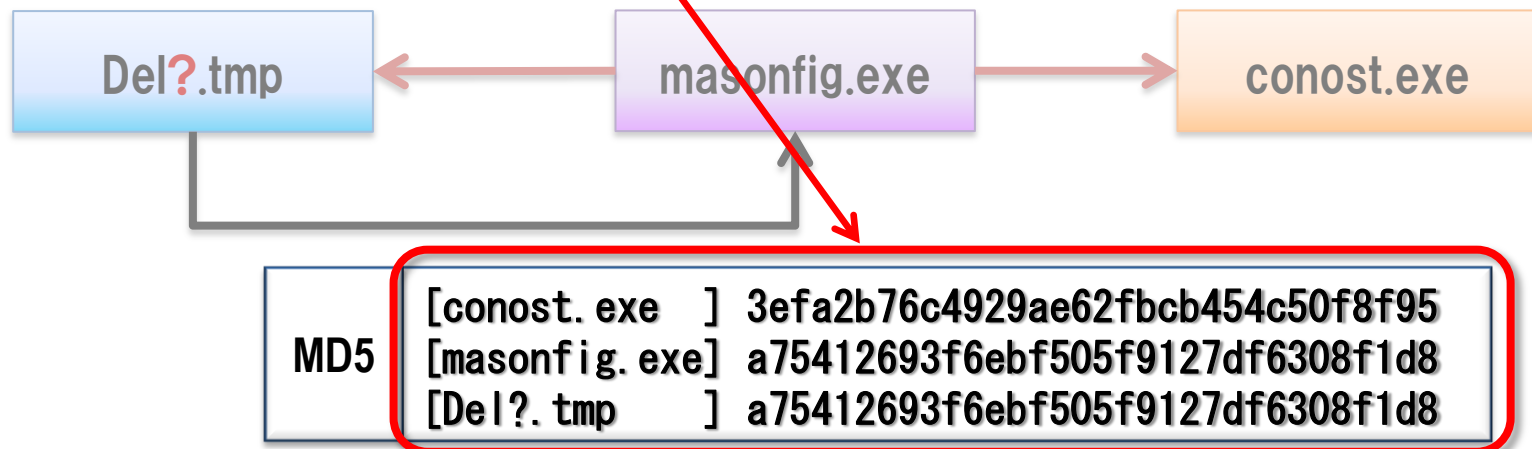 Del?.tmp
masonfig.exe
conost.exe
MD5
[conost.exe  ] 3efa2b76c4929ae62fbcb454c50f8f95
[masonfig.exe] a75412693f6ebf505f9127df6308f1d8
[Del?.tmp    ] a75412693f6ebf505f9127df6308f1d8